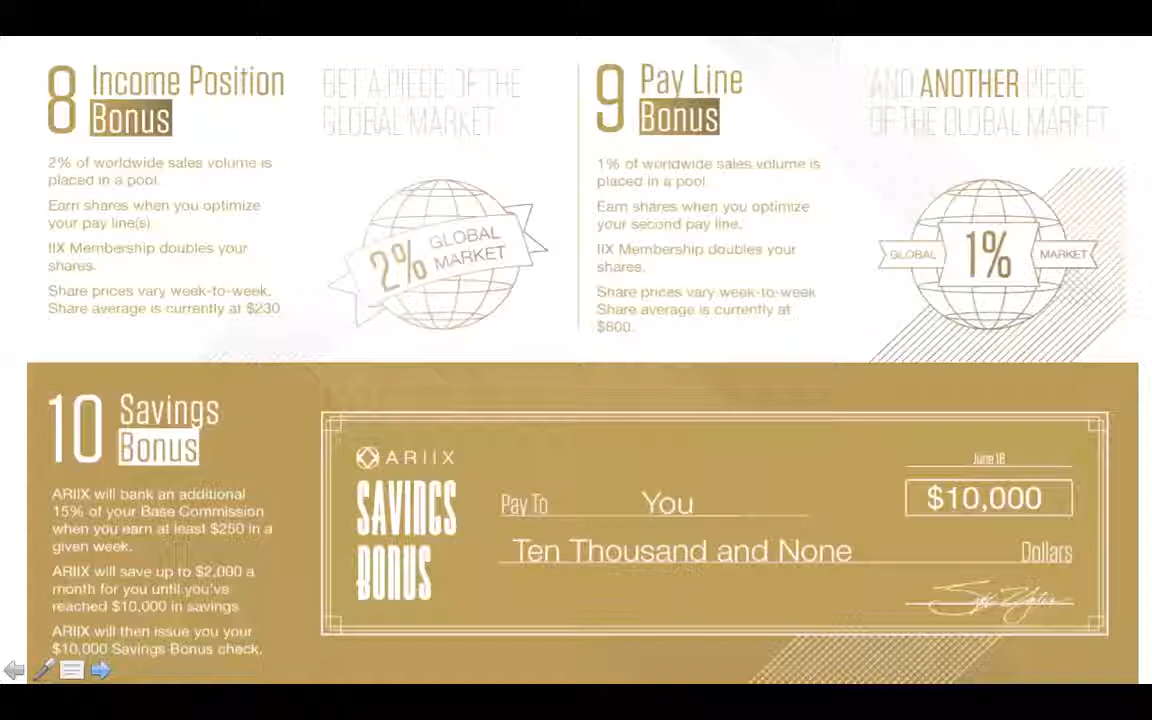 8 Income Position
Bonus
GET A PIECE OF THE
GLOBAL MARKET
2% of worldwide sales volume is
placed in a pool.
Earn shares when you optimize
your pay line(s)
IIX Membership doubles your
shares.
Share prices vary week-to-week.
Share average is currently at $230
2% GLOBAL
MARKET
9 Pay Line
Bonus
AND ANOTHER PIECE
OF THE GLOBAL MARKET
1% of worldwide sales volume is
placed in a pool.
Earn shares when you optimize
your second pay line.
IIX Membership doubles your
shares.
Share prices vary week-to-week
Share average is currently at
$800.
GLOBAL 1% MARKET
10 Savings
Bonus
ARIIX will bank an additional
15% of your Base Commission
when you earn at least $250 in a
given week.
ARIIX will save up to $2,000 a
month for you until you've
reached $10,000 in savings
ARIIX will then issue you your
$10,000 Savings Bonus check.
ARIIX
SAVINGS
BONUS
June 18
Pay To You $10,000
Ten Thousand and None Dollars